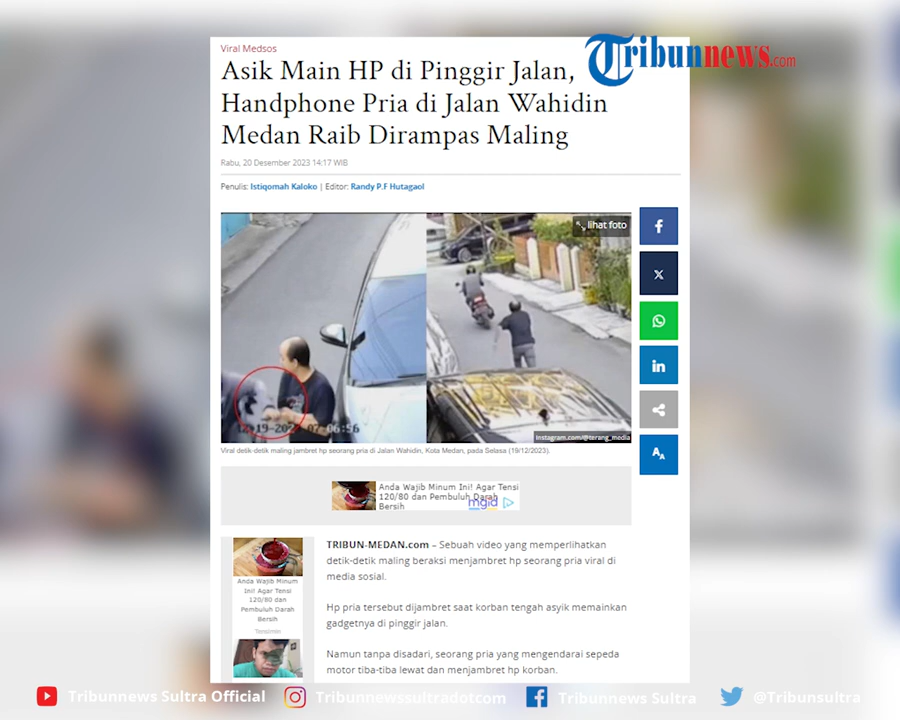 Viral Medsos
Tribunnews.com
Asik Main HP di Pinggir Jalan,
Handphone Pria di Jalan Wahidin
Medan Raib Dirampas Maling
Rabu, 20 Desember 2023 14:17 WIB
Penulis: Istiqomah Kaloko | Editor: Randy P.F Hutagaol
lihat foto
Instagram.com/@terang_media
Viral detik-detik maling jambret hp seorang pria di Jalan Wahidin, Kota Medan, pada Selasa (19/12/2023).
Anda Wajib Minum Ini! Agar Tensi
120/80 dan Pembuluh Darah
Bersih
mgid
TRIBUN-MEDAN.com – Sebuah video yang memperlihatkan
detik-detik maling beraksi menjambret hp seorang pria viral di
media sosial.
Hp pria tersebut dijambret saat korban tengah asyik memainkan
gadgetnya di pinggir jalan.
Namun tanpa disadari, seorang pria yang mengendarai sepeda
motor tiba-tiba lewat dan menjambret hp korban.
Anda Wajib Minum
Ini! Agar Tensi
120/80 dan
Pembuluh Darah
Bersih
Tribunnews Sultra Official
Tribunnewssultradotcom
Tribunnews Sultra
@Tribunsultra